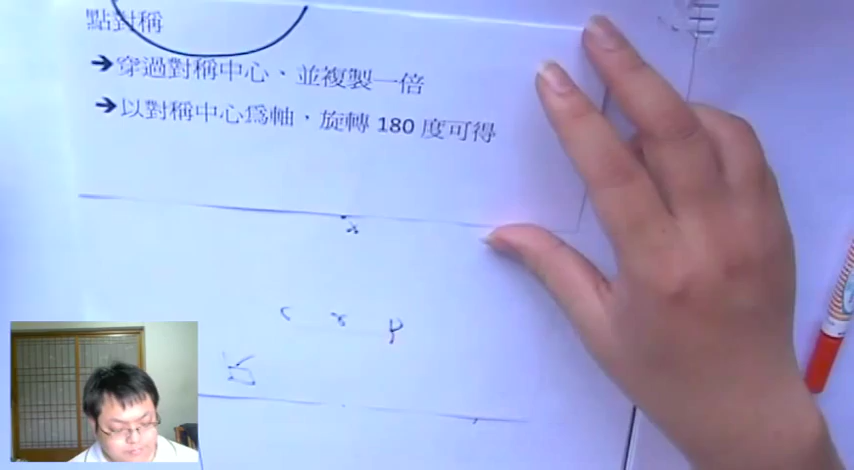 點對稱
➔穿過對稱中心、並複製一倍
➔以對稱中心為軸，旋轉 180 度可得
x
c r p